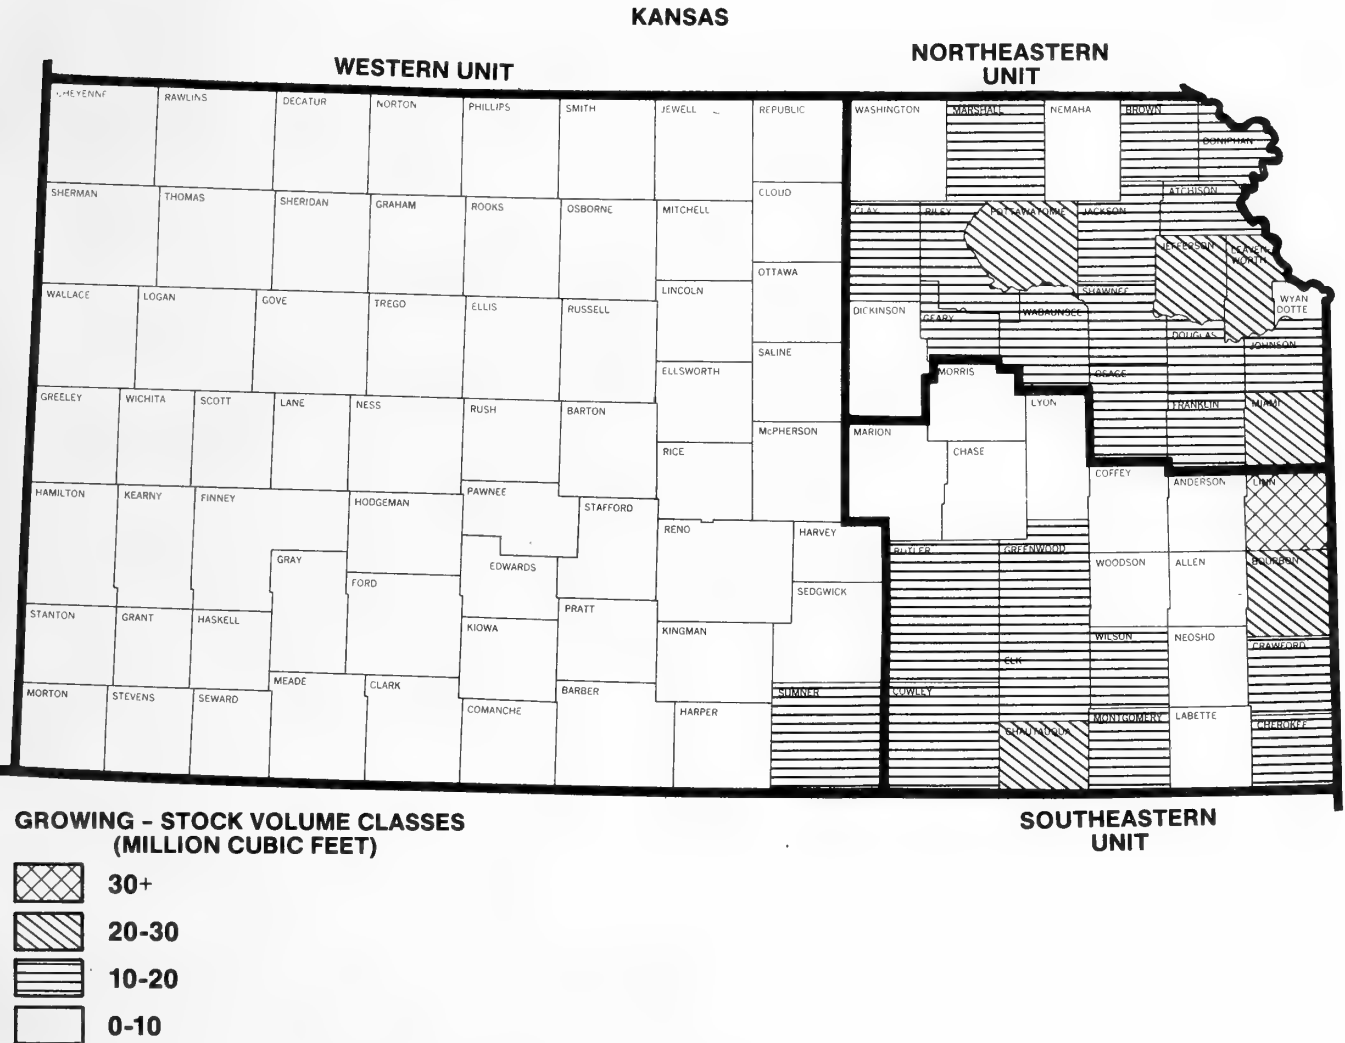 KANSAS
WESTERN UNIT
NORTHEASTERN
UNIT
RAWLINS
DECATUR
NORTON
PHILLIPS
SMITH
JEWELL
REPUBLIC
WASHINGTON
MARSHALL
NEMAHA
BROWN
DONIPHAN
SHERMAN
THOMAS
SHERIDAN
GRAHAM
ROOKS
OSBORNE
MITCHELL
CLOUD
CLAY
RILEY
POTTAWATOMIE
JACKSON
ATCHISON
JEFFERSON
LEAVEN-
WORTH
OTTAWA
WALLACE
LOGAN
GOVE
TREGO
ELLIS
RUSSELL
LINCOLN
DICKINSON
GEARY
WABAUNSEE
SHAWNEE
WYAN
DOTTE
DOUGLAS
JOHNSON
SALINE
ELLSWORTH
MORRIS
OSAGE
GREELEY
WICHITA
SCOTT
LANE
NESS
RUSH
BARTON
LYON
FRANKLIN
MIAMI
McPHERSON
MARION
RICE
CHASE
COFFEY
ANDERSON
LINN
HAMILTON
KEARNY
FINNEY
HODGEMAN
PAWNEE
STAFFORD
RENO
HARVEY
BUTLER
GREENWOOD
WOODSON
ALLEN
BOURBON
GRAY
FORD
EDWARDS
SEDGWICK
STANTON
GRANT
HASKELL
KIOWA
PRATT
KINGMAN
ELK
WILSON
NEOSHO
CRAWFORD
MORTON
STEVENS
SEWARD
MEADE
CLARK
COMANCHE
BARBER
HARPER
SUMNER
COWLEY
CHAUTAUQUA
MONTGOMERY
LABETTE
CHEROKEE
SOUTHEASTERN
UNIT
GROWING - STOCK VOLUME CLASSES
(MILLION CUBIC FEET)
30+
20-30
10-20
0-10